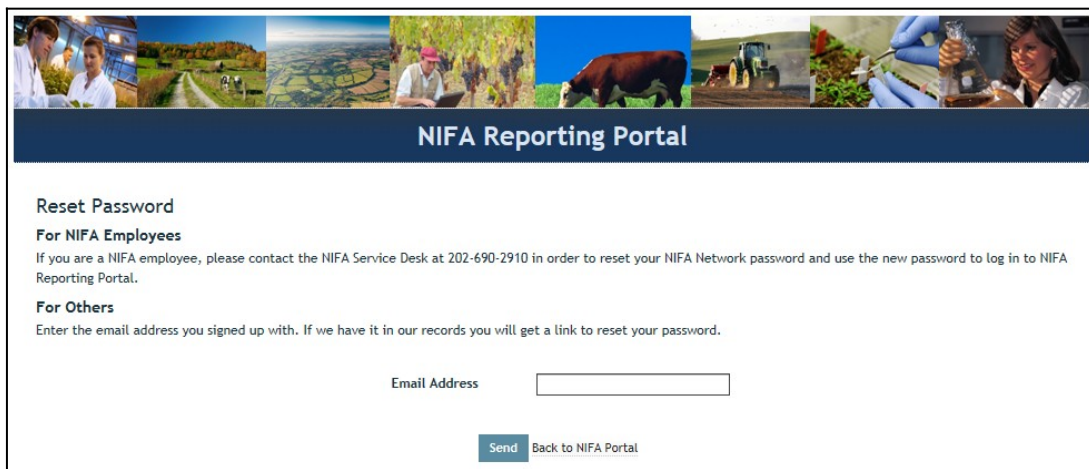 NIFA Reporting Portal
Reset Password
For NIFA Employees
If you are a NIFA employee, please contact the NIFA Service Desk at 202-690-2910 in order to reset your NIFA Network password and use the new password to log in to NIFA
Reporting Portal.
For Others
Enter the email address you signed up with. If we have it in our records you will get a link to reset your password.
Email Address
Send Back to NIFA Portal